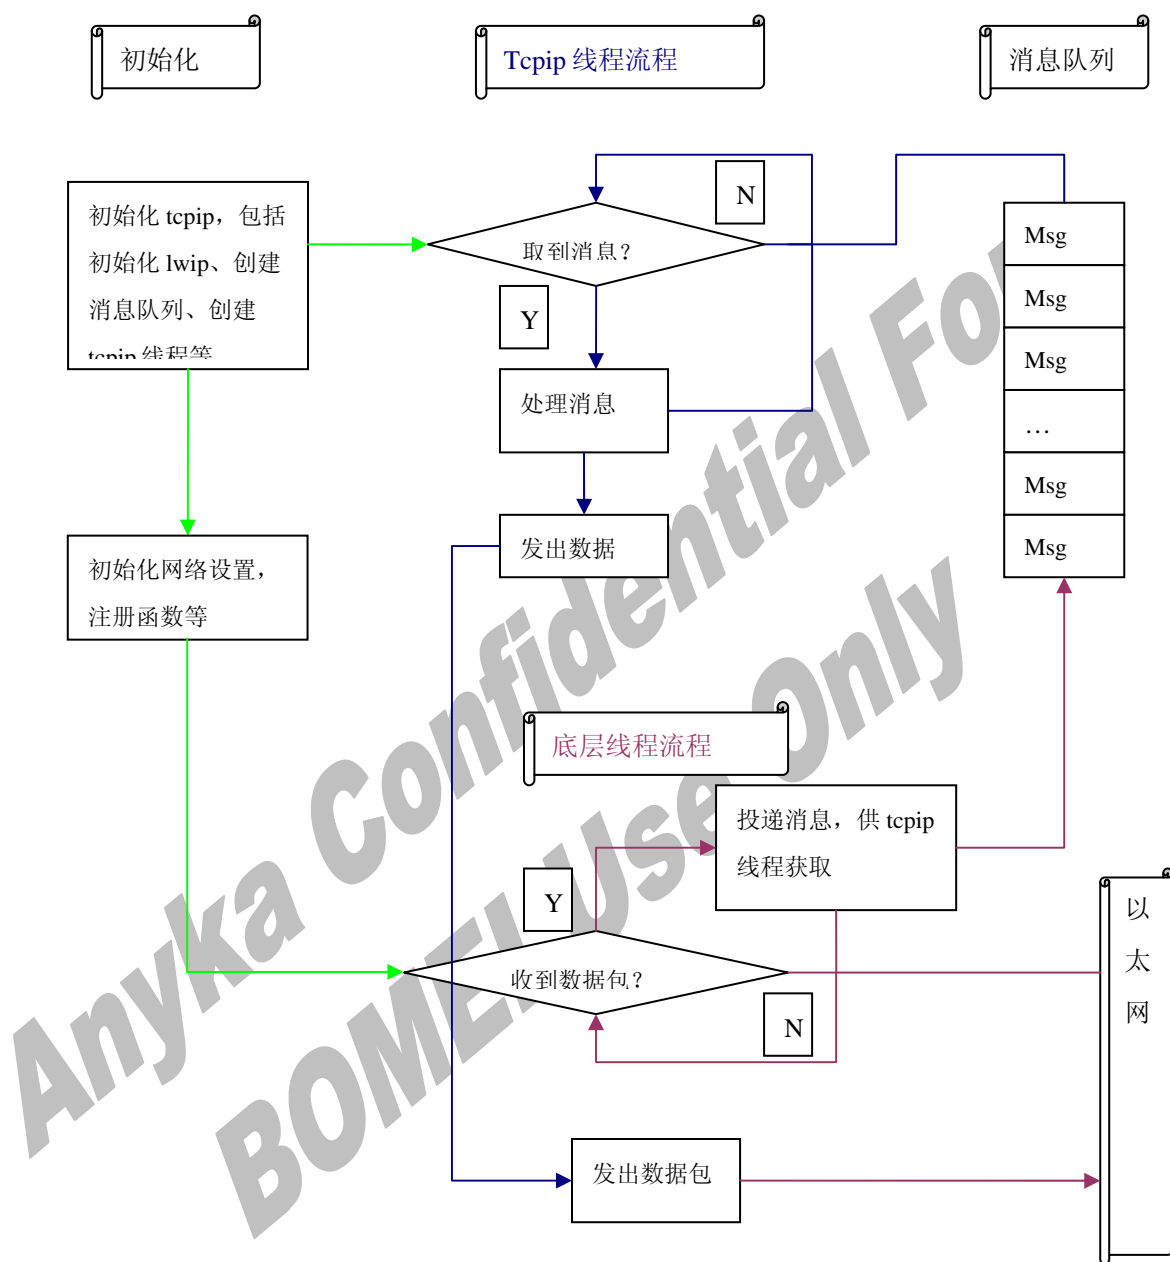 初始化
Tcpip 线程流程
消息队列
初始化 tcpip，包括
初始化 lwip、创建
消息队列、创建
tcpip 线程等
取到消息？
N
Y
处理消息
发出数据
Msg
Msg
Msg
…
Msg
Msg
初始化网络设置，
注册函数等
底层线程流程
投递消息，供 tcpip
线程获取
Y
收到数据包？
N
以
太
网
发出数据包
Anyka Confidential For
BOMEI Use Only